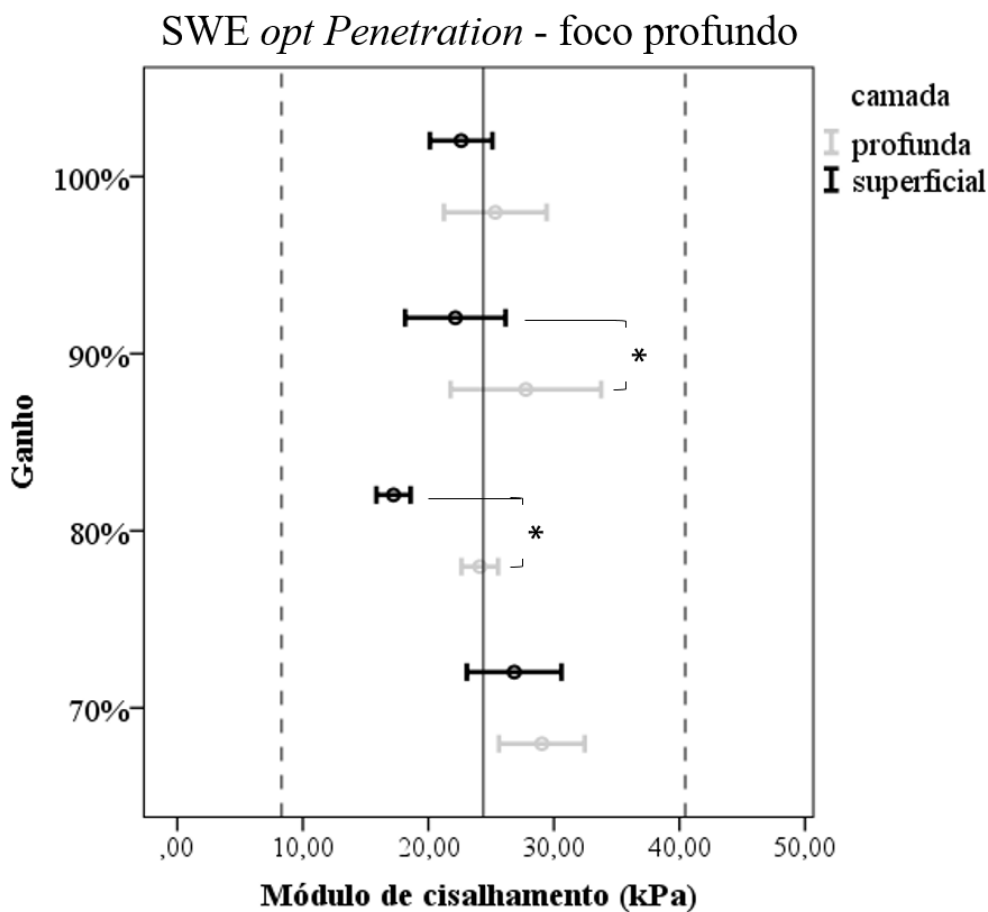 SWE opt Penetration - foco profundo
camada
profunda
superficial
100%
90%
80%
70%
*
*
Ganho
,00 10,00 20,00 30,00 40,00 50,00
Módulo de cisalhamento (kPa)